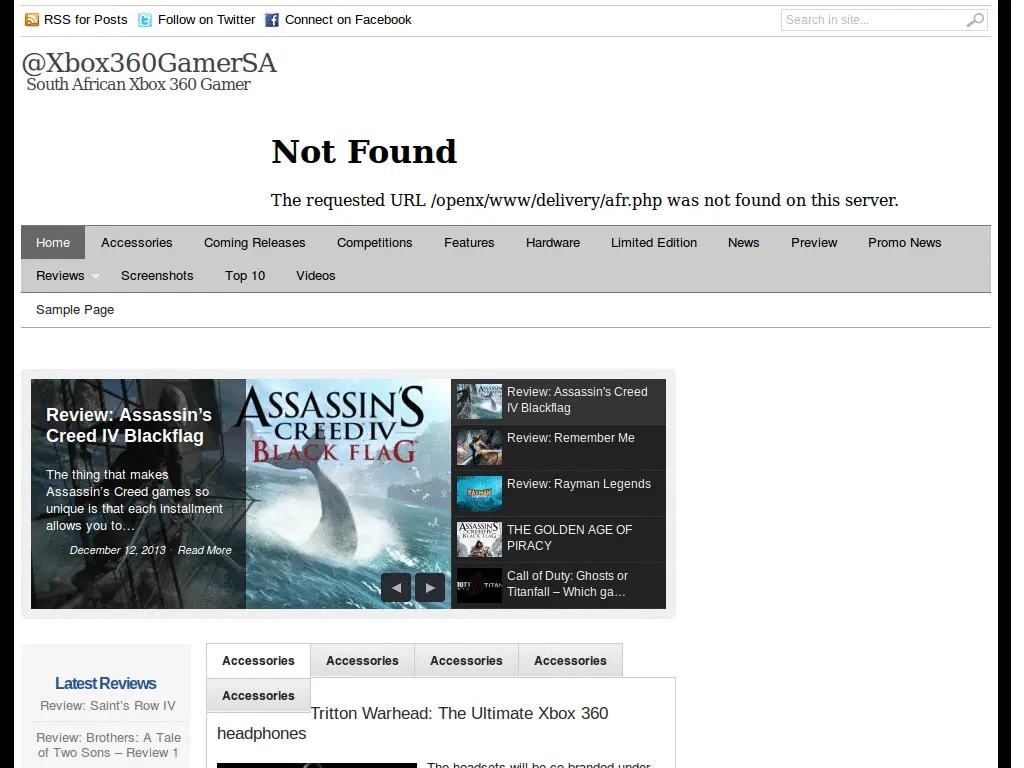 RSS for Posts Follow on Twitter Connect on Facebook Search in site...
@Xbox360GamerSA
South African Xbox 360 Gamer
Not Found
The requested URL /openx/www/delivery/afr.php was not found on this server.
Home Accessories Coming Releases Competitions Features Hardware Limited Edition News Preview Promo News
Reviews Screenshots Top 10 Videos
Sample Page
Review: Assassin's
Creed IV Blackflag
The thing that makes
Assassin's Creed games so
unique is that each installment
allows you to…
December 12, 2013 · Read More
ASSASSIN'S
CREED IV
BLACK FLAG
Review: Assassin's Creed
IV Blackflag
Review: Remember Me
Review: Rayman Legends
THE GOLDEN AGE OF
PIRACY
Call of Duty: Ghosts or
Titanfall – Which ga…
Latest Reviews
Review: Saint's Row IV
Review: Brothers: A Tale
of Two Sons – Review 1
Accessories Accessories Accessories Accessories
Accessories
Tritton Warhead: The Ultimate Xbox 360
headphones
The headsets will be co branded under